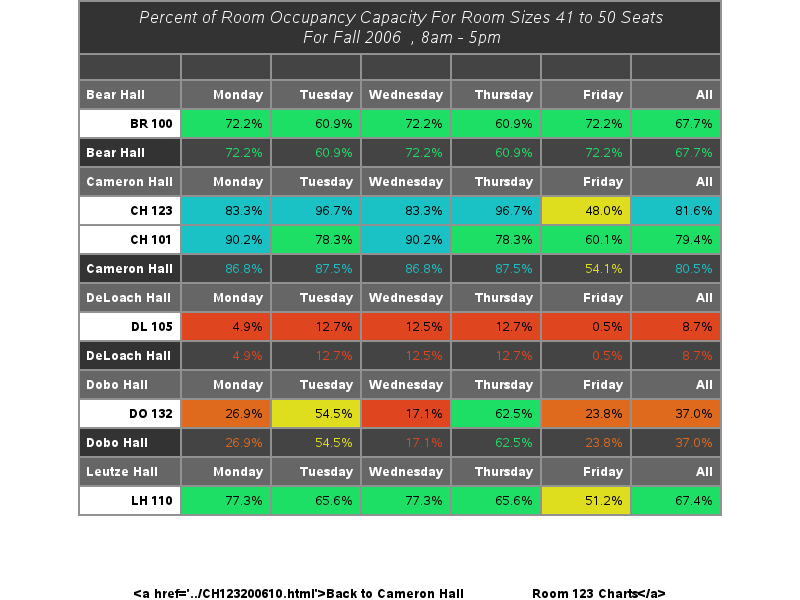 Percent of Room Occupancy Capacity For Room Sizes 41 to 50 Seats
For Fall 2006 , 8am - 5pm
Bear Hall Monday Tuesday Wednesday Thursday Friday All
BR 100 72.2% 60.9% 72.2% 60.9% 72.2% 67.7%
Bear Hall 72.2% 60.9% 72.2% 60.9% 72.2% 67.7%
Cameron Hall Monday Tuesday Wednesday Thursday Friday All
CH 123 83.3% 96.7% 83.3% 96.7% 48.0% 81.6%
CH 101 90.2% 78.3% 90.2% 78.3% 60.1% 79.4%
Cameron Hall 86.8% 87.5% 86.8% 87.5% 54.1% 80.5%
DeLoach Hall Monday Tuesday Wednesday Thursday Friday All
DL 105 4.9% 12.7% 12.5% 12.7% 0.5% 8.7%
DeLoach Hall 4.9% 12.7% 12.5% 12.7% 0.5% 8.7%
Dobo Hall Monday Tuesday Wednesday Thursday Friday All
DO 132 26.9% 54.5% 17.1% 62.5% 23.8% 37.0%
Dobo Hall 26.9% 54.5% 17.1% 62.5% 23.8% 37.0%
Leutze Hall Monday Tuesday Wednesday Thursday Friday All
LH 110 77.3% 65.6% 77.3% 65.6% 51.2% 67.4%
<a href='../CH123200610.html'>Back to Cameron Hall Room 123 Charts</a>